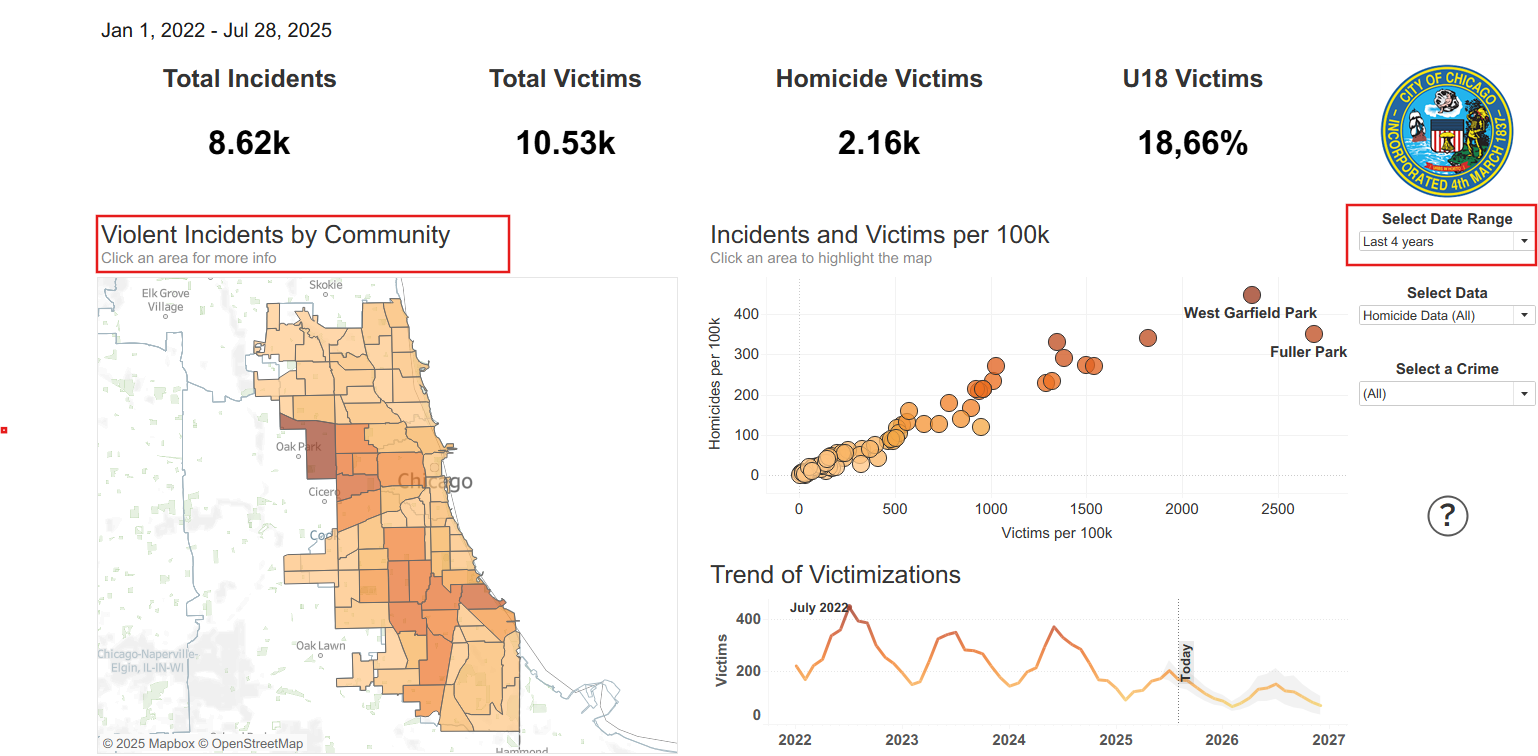 Jan 1, 2022 - Jul 28, 2025
Total Incidents
Total Victims
Homicide Victims
U18 Victims
8.62k
10.53k
2.16k
18,66%
CITY OF CHICAGO
INCORPORATED 4th MARCH 1837
Select Date Range
Last 4 years
Select Data
Homicide Data (All)
Select a Crime
(All)
?
Violent Incidents by Community
Click an area for more info
Skokie
Elk Grove
Village
Oak Park
Chicago
Cicero
Cook
Oak Lawn
Chicago-Naperville-
Elgin, IL-IN-WI
Hammond
© 2025 Mapbox © OpenStreetMap
Incidents and Victims per 100k
Click an area to highlight the map
Homicides per 100k
400
300
200
100
0
West Garfield Park
Fuller Park
0
500
1000
1500
2000
2500
Victims per 100k
Trend of Victimizations
July 2022
Victims
400
200
0
Today
2022
2023
2024
2025
2026
2027